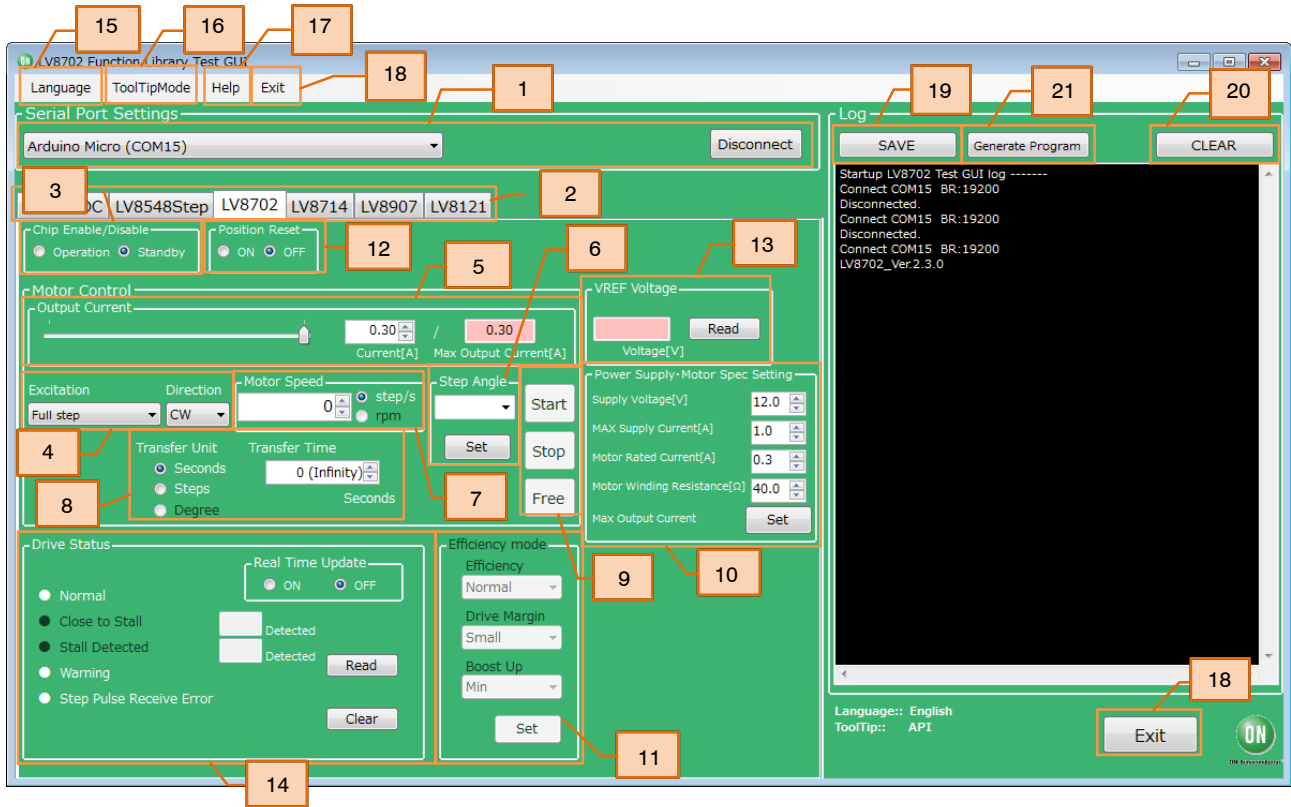 15
16
17
LV8702 Function Library Test GUI
18
Language ToolTipMode Help Exit
1
19
21
20
Serial Port Settings
Arduino Micro (COM15) Disconnect
Log
SAVE Generate Program CLEAR
Startup LV8702 Test GUI log -------
Connect COM15 BR:19200
Disconnected.
Connect COM15 BR:19200
Disconnected.
Connect COM15 BR:19200
LV8702_Ver.2.3.0
3
2
LV8548Step LV8702 LV8714 LV8907 LV8121
Chip Enable/Disable
Operation Standby
Position Reset
ON OFF
12
5
6
13
Motor Control
Output Current
0.30 / 0.30
Current[A] Max Output Current[A]
VREF Voltage
Read
Voltage[V]
Excitation Direction
Full step CW
Motor Speed
0 step/s
rpm
Step Angle
Set
Start
Stop
Free
Power Supply・Motor Spec Setting
Supply Voltage[V] 12.0
MAX Supply Current[A] 1.0
Motor Rated Current[A] 0.3
Motor Winding Resistance[Ω] 40.0
Max Output Current Set
4
Transfer Unit
Seconds
Steps
Degree
Transfer Time
0 (Infinity)
Seconds
8
7
9
10
Drive Status
Real Time Update
ON OFF
Normal
Close to Stall Detected
Stall Detected Detected
Read
Warning
Step Pulse Receive Error
Clear
Efficiency mode
Efficiency
Normal
Drive Margin
Small
Boost Up
Min
Set
11
14
18
Language:: English
ToolTip:: API
Exit
ON
ON Semiconductor